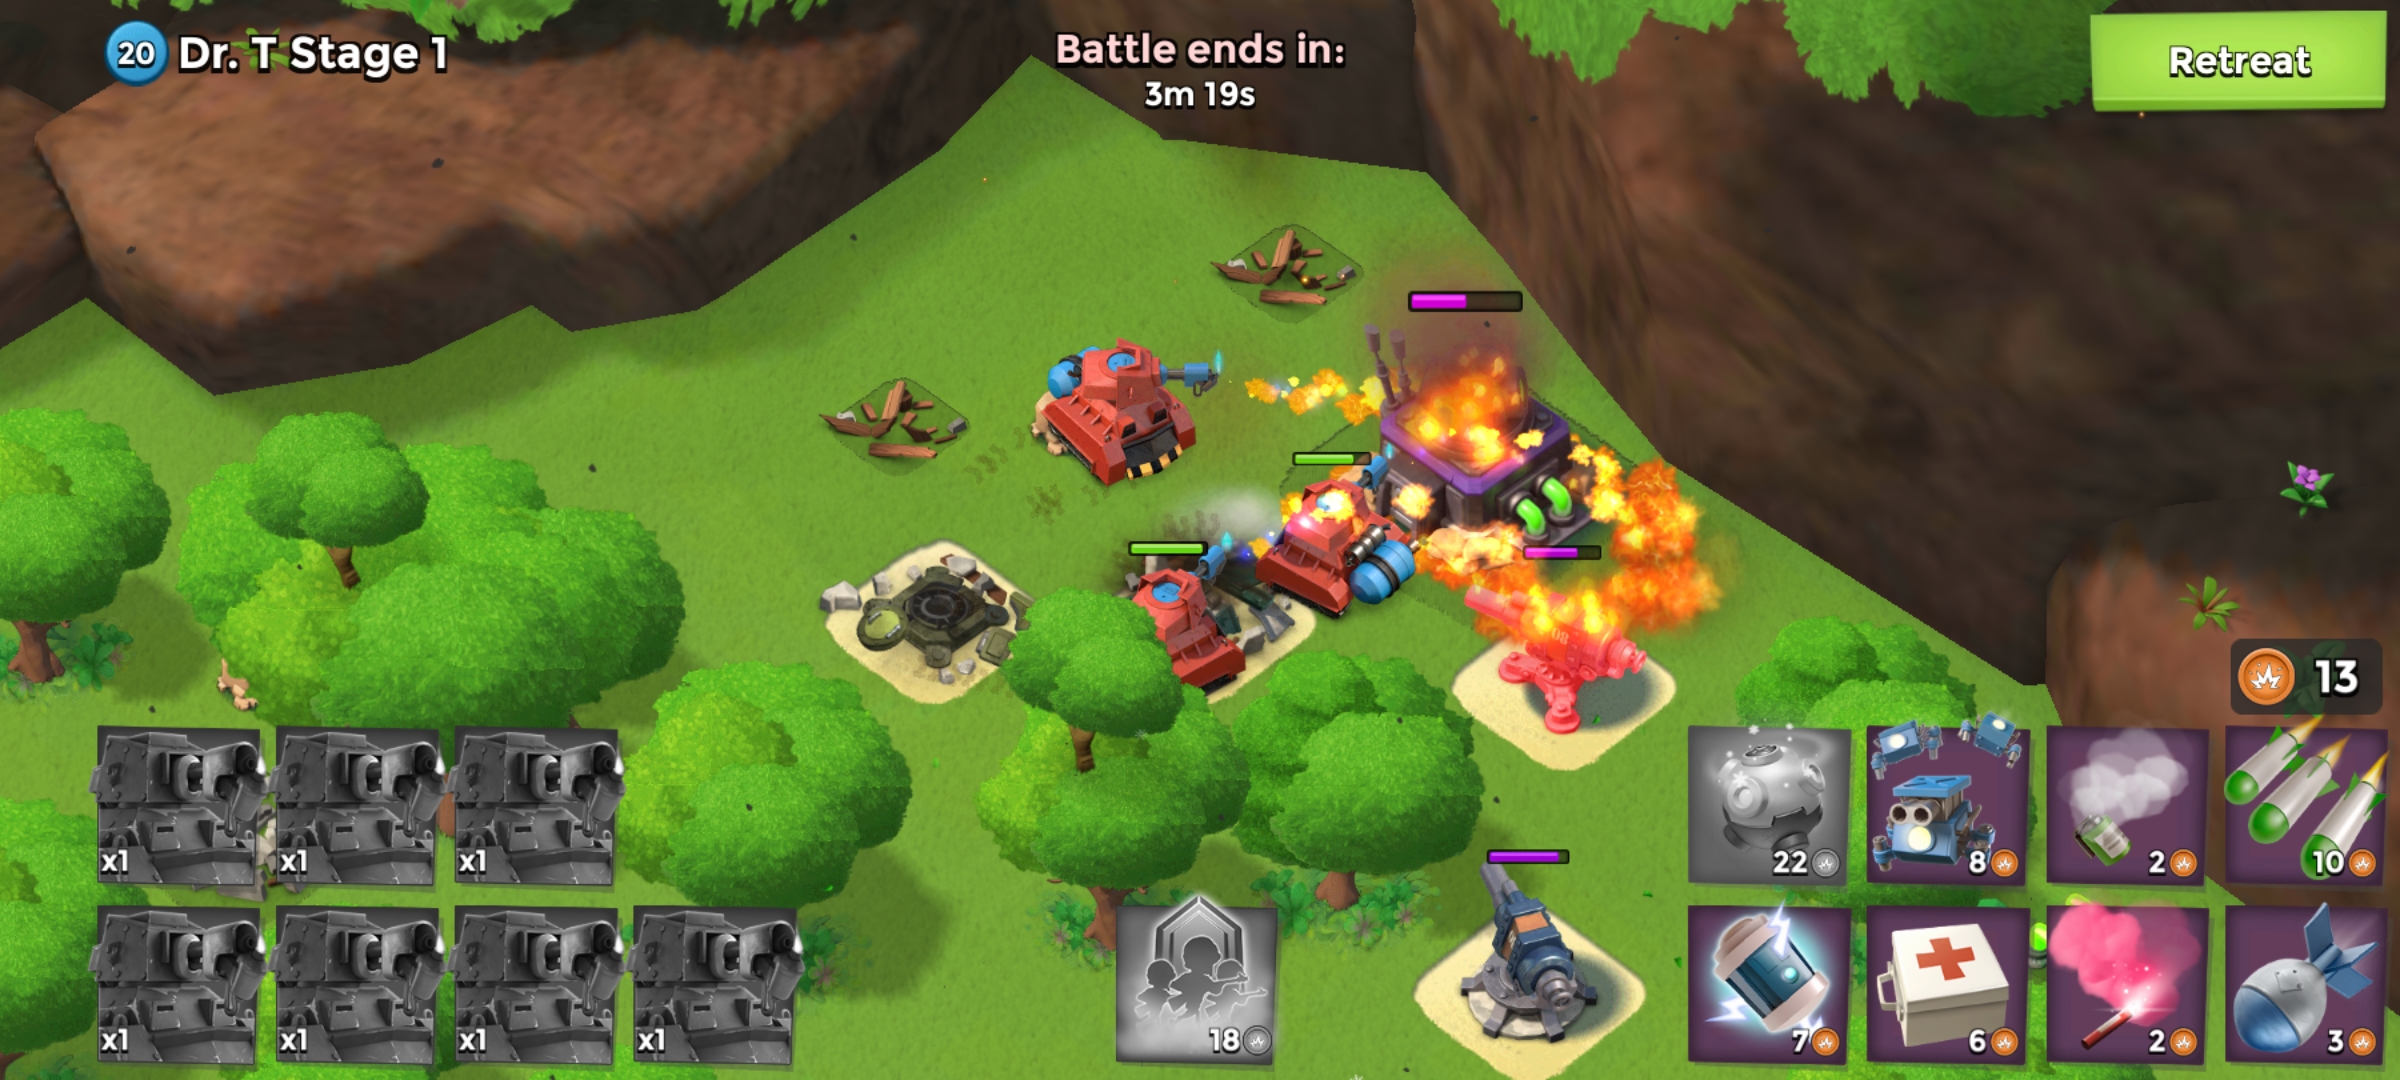 20 Dr. T Stage 1
Battle ends in:
3m 19s
Retreat
13
x1 x1 x1
22 8 2 10
x1 x1 x1 x1
18
7 6 2 3